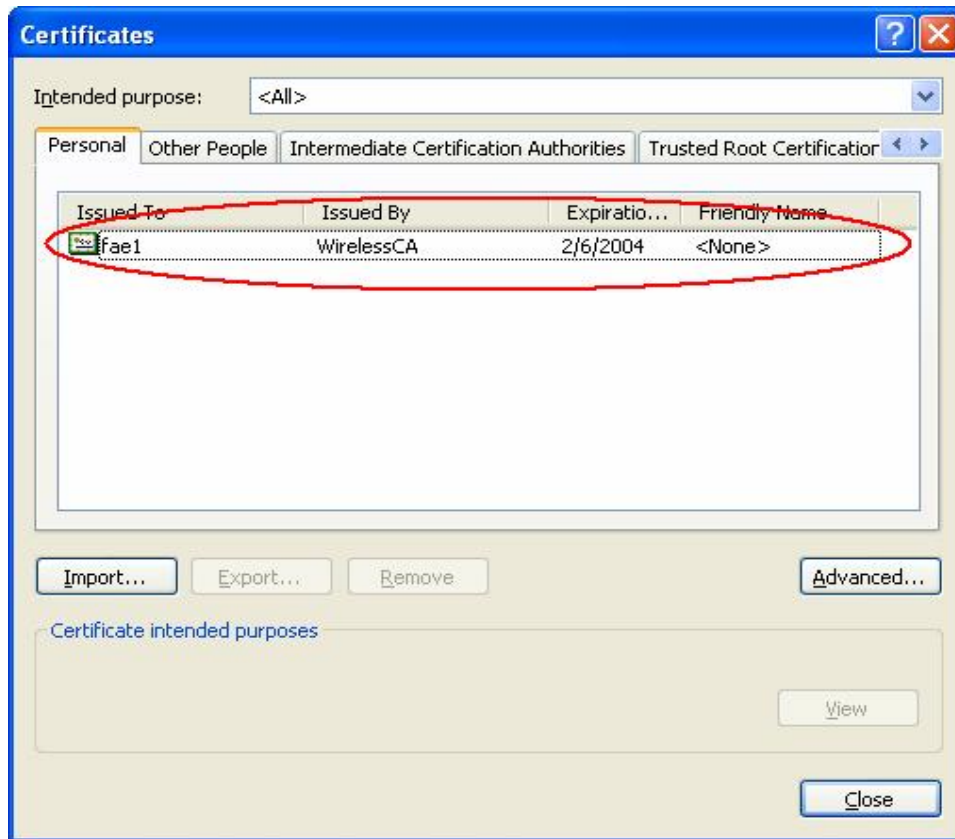 Certificates
Intended purpose: <All>
Personal Other People Intermediate Certification Authorities Trusted Root Certification
Issued To Issued By Expiratio... Friendly Name
fae1 WirelessCA 2/6/2004 <None>
Import... Export... Remove Advanced...
Certificate intended purposes
View
Close